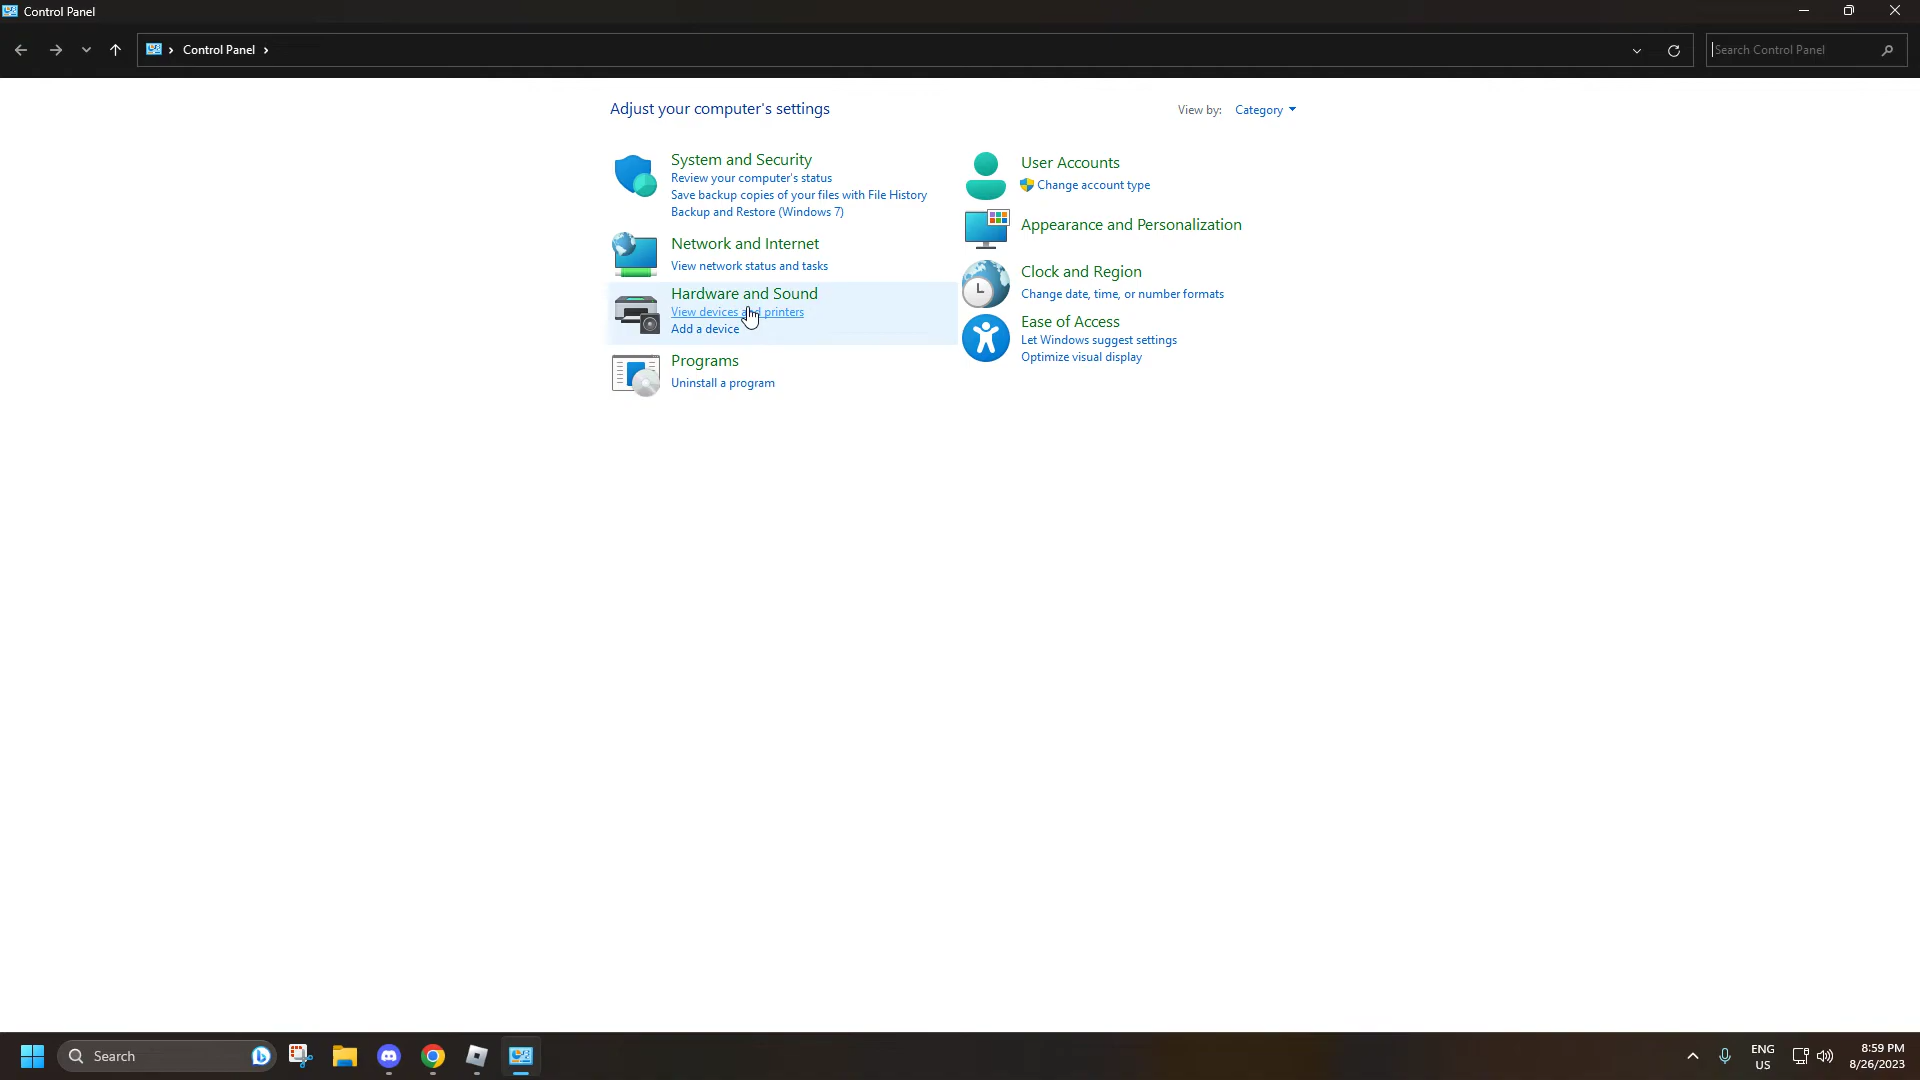 Control Panel
Control Panel
Search Control Panel
Adjust your computer's settings
View by: Category
System and Security
Review your computer's status
Save backup copies of your files with File History
Backup and Restore (Windows 7)
Network and Internet
View network status and tasks
Hardware and Sound
View devices and printers
Add a device
Programs
Uninstall a program
User Accounts
Change account type
Appearance and Personalization
Clock and Region
Change date, time, or number formats
Ease of Access
Let Windows suggest settings
Optimize visual display
Search
ENG
US
8:59 PM
8/26/2023